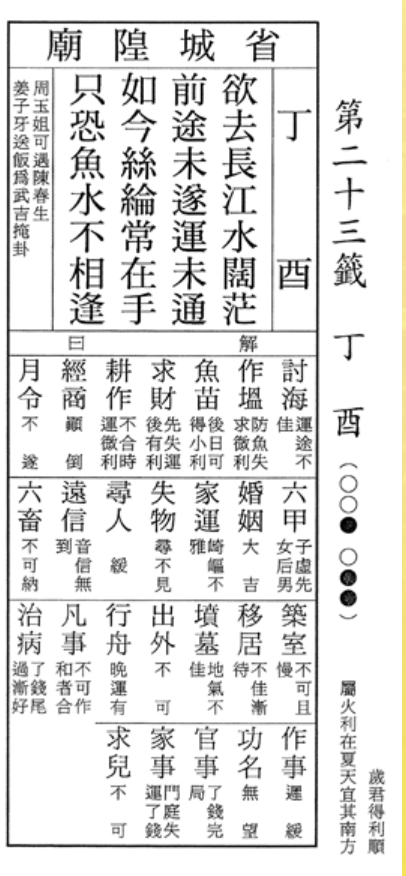 第二十三籤 丁酉(○○○● ○●●)
屬火利在夏天宜其南方
歲君得利順
省城隍廟
丁酉
欲去長江水闊茫
前途未遂運未通
如今絲綸常在手
只恐魚水不相逢
周玉姐可遇陳春生
姜子牙送飯為武吉掩卦
解曰
討海 運途不佳
作塭 防魚失求微利
魚苗 後日可得小利
求財 先失運後有利
耕作 不合時運微利
經商 顚倒
月令 不遂
六甲 子虛先女后男
婚姻 大吉
家運 崎嶇不雅
失物 尋不見
尋人 緩
遠信 音信無到
六畜 不可納
築室 不可且慢
移居 不佳漸待
墳墓 地氣不佳
出外 不可
行舟 晚運有
凡事 不可作和者合
治病 了錢尾過漸好
作事 遲緩
功名 無望
官事 了錢完局
家事 門庭失運了錢
求兒 不可